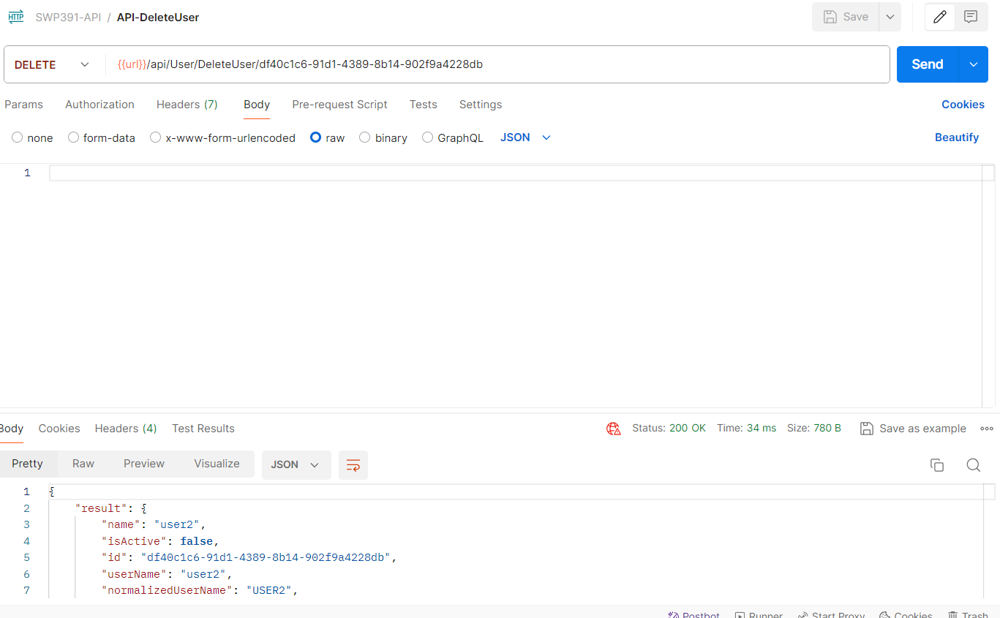 HTTP SWP391-API / API-DeleteUser Save
DELETE {{url}}/api/User/DeleteUser/df40c1c6-91d1-4389-8b14-902f9a4228db Send
Params Authorization Headers (7) Body Pre-request Script Tests Settings Cookies
none form-data x-www-form-urlencoded raw binary GraphQL JSON Beautify
1
Body Cookies Headers (4) Test Results Status: 200 OK Time: 34 ms Size: 780 B Save as example
Pretty Raw Preview Visualize JSON
1 {
2 "result": {
3 "name": "user2",
4 "isActive": false,
5 "id": "df40c1c6-91d1-4389-8b14-902f9a4228db",
6 "userName": "user2",
7 "normalizedUserName": "USER2",
Postbot Runner Start Proxy Cookies Trash